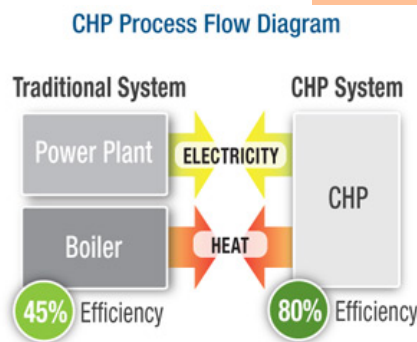 CHP Process Flow Diagram
Traditional System
CHP System
Power Plant
ELECTRICITY
CHP
Boiler
HEAT
45% Efficiency
80% Efficiency